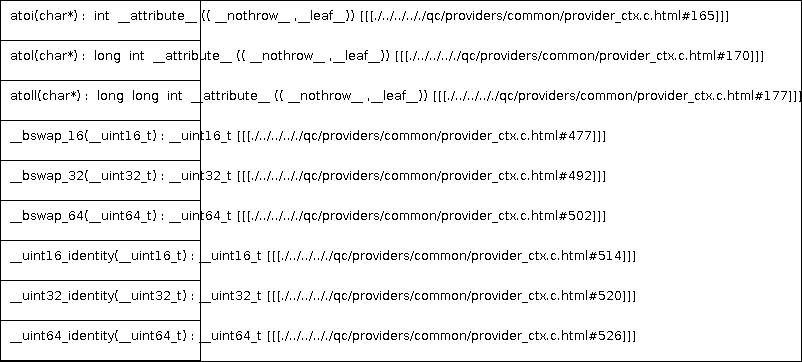 atoi(char*) : int __attribute__ (( __nothrow__ ,__leaf__)) [[[./../../../qc/providers/common/provider_ctx.c.html#165]]]
atol(char*) : long int __attribute__ (( __nothrow__ ,__leaf__)) [[[./../../../qc/providers/common/provider_ctx.c.html#170]]]
atoll(char*) : long long int __attribute__ (( __nothrow__ ,__leaf__)) [[[./../../../qc/providers/common/provider_ctx.c.html#177]]]
__bswap_16(__uint16_t) : __uint16_t [[[./../../../qc/providers/common/provider_ctx.c.html#477]]]
__bswap_32(__uint32_t) : __uint32_t [[[./../../../qc/providers/common/provider_ctx.c.html#492]]]
__bswap_64(__uint64_t) : __uint64_t [[[./../../../qc/providers/common/provider_ctx.c.html#502]]]
__uint16_identity(__uint16_t) : __uint16_t [[[./../../../qc/providers/common/provider_ctx.c.html#514]]]
__uint32_identity(__uint32_t) : __uint32_t [[[./../../../qc/providers/common/provider_ctx.c.html#520]]]
__uint64_identity(__uint64_t) : __uint64_t [[[./../../../qc/providers/common/provider_ctx.c.html#526]]]